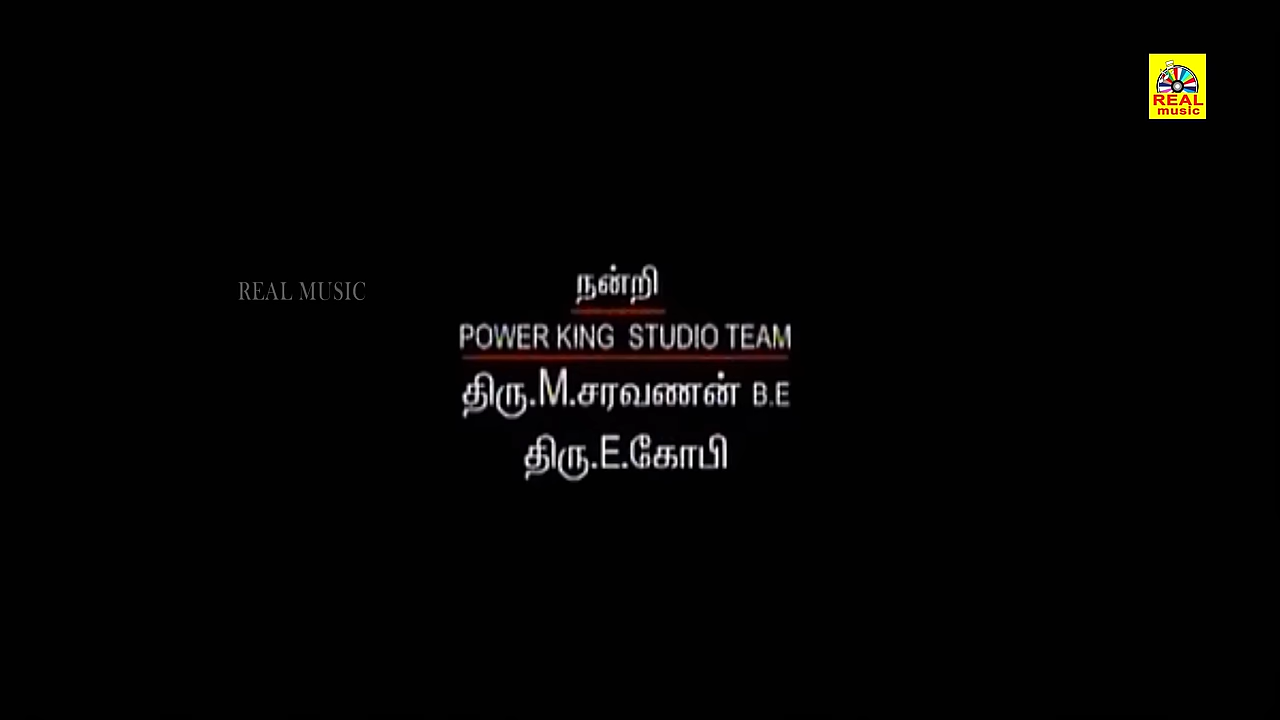 REAL
music
நன்றி
REAL MUSIC
POWER KING STUDIO TEAM
திரு.M.சரவணன் B.E
திரு.E.கோபி